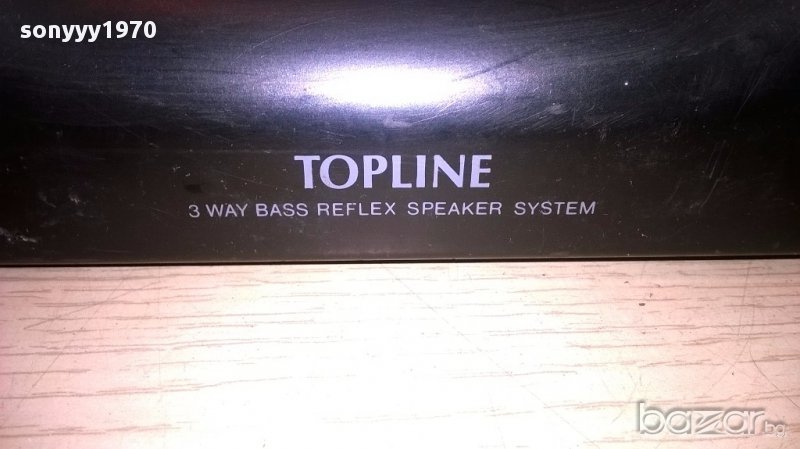 sonyyy1970
TOPLINE
3 WAY BASS REFLEX SPEAKER SYSTEM
bazar.bg